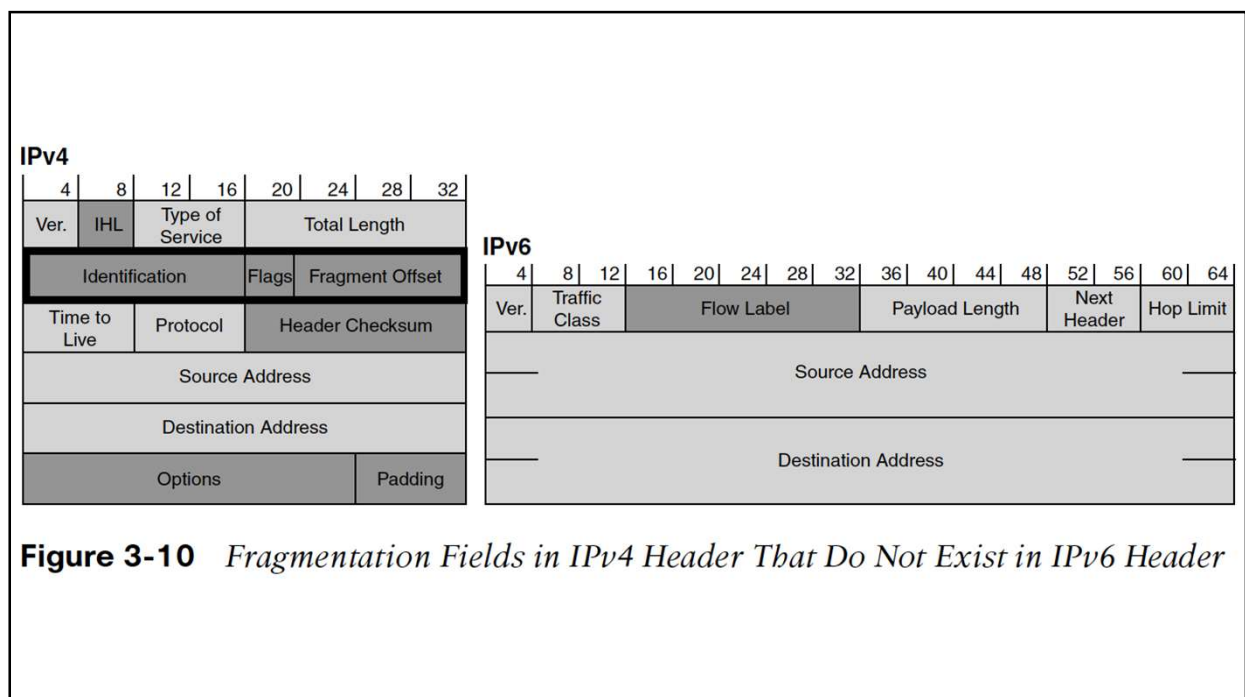 IPv4
4 8 12 16 20 24 28 32
Ver. IHL Type of Service Total Length
Identification Flags Fragment Offset
Time to Live Protocol Header Checksum
Source Address
Destination Address
Options Padding
IPv6
4 8 12 16 20 24 28 32 36 40 44 48 52 56 60 64
Ver. Traffic Class Flow Label Payload Length Next Header Hop Limit
Source Address
Destination Address
Figure 3-10 Fragmentation Fields in IPv4 Header That Do Not Exist in IPv6 Header